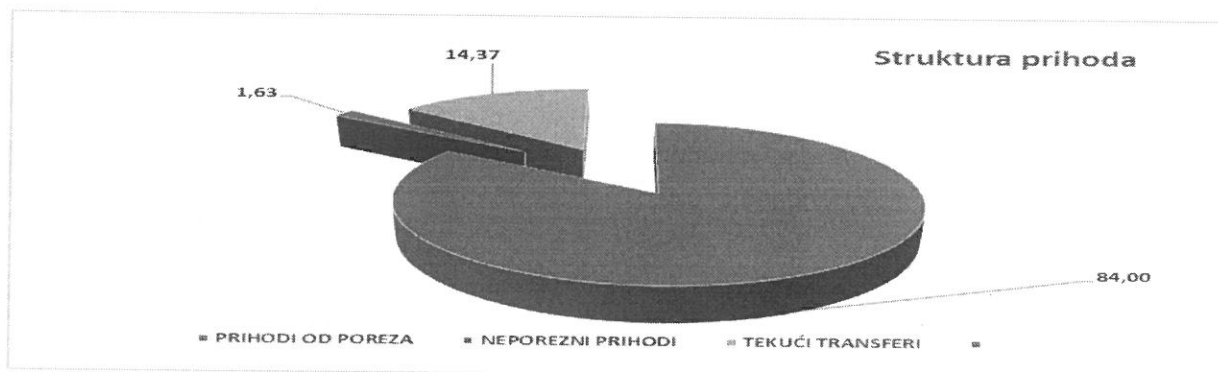 Struktura prihoda
14,37
1,63
84,00
PRIHODI OD POREZA NEPOREZNI PRIHODI TEKUĆI TRANSFERI